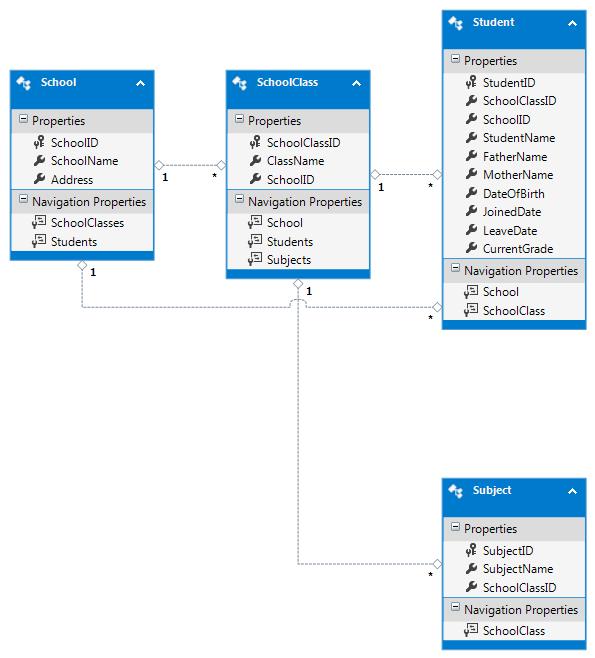 School
Properties
SchoolID
SchoolName
Address
Navigation Properties
SchoolClasses
Students
1
*
1
SchoolClass
Properties
SchoolClassID
ClassName
SchoolID
Navigation Properties
School
Students
Subjects
1
*
1
Student
Properties
StudentID
SchoolClassID
SchoolID
StudentName
FatherName
MotherName
DateOfBirth
JoinedDate
LeaveDate
CurrentGrade
Navigation Properties
School
SchoolClass
*
Subject
Properties
SubjectID
SubjectName
SchoolClassID
Navigation Properties
SchoolClass
*